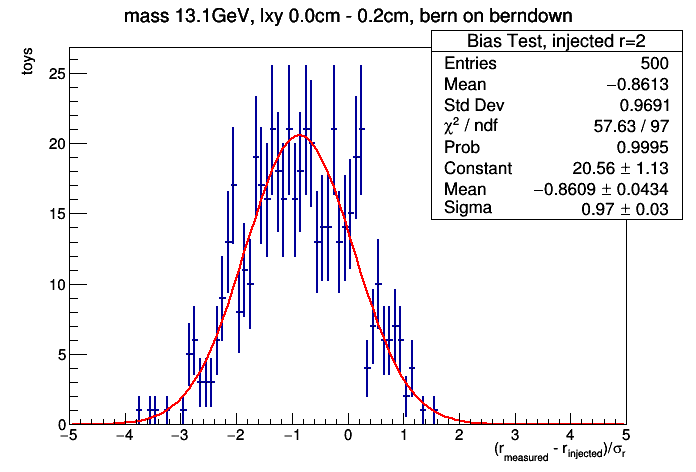 mass 13.1GeV, lxy 0.0cm - 0.2cm, bern on berndown
Bias Test, injected r=2
Entries 500
Mean −0.8613
Std Dev 0.9691
χ² / ndf 57.63 / 97
Prob 0.9995
Constant 20.56 ± 1.13
Mean −0.8609 ± 0.0434
Sigma 0.97 ± 0.03
toys
25
20
15
10
5
0
−5 −4 −3 −2 −1 0 1 2 3 4 5
(r_measured - r_injected)/σ_r